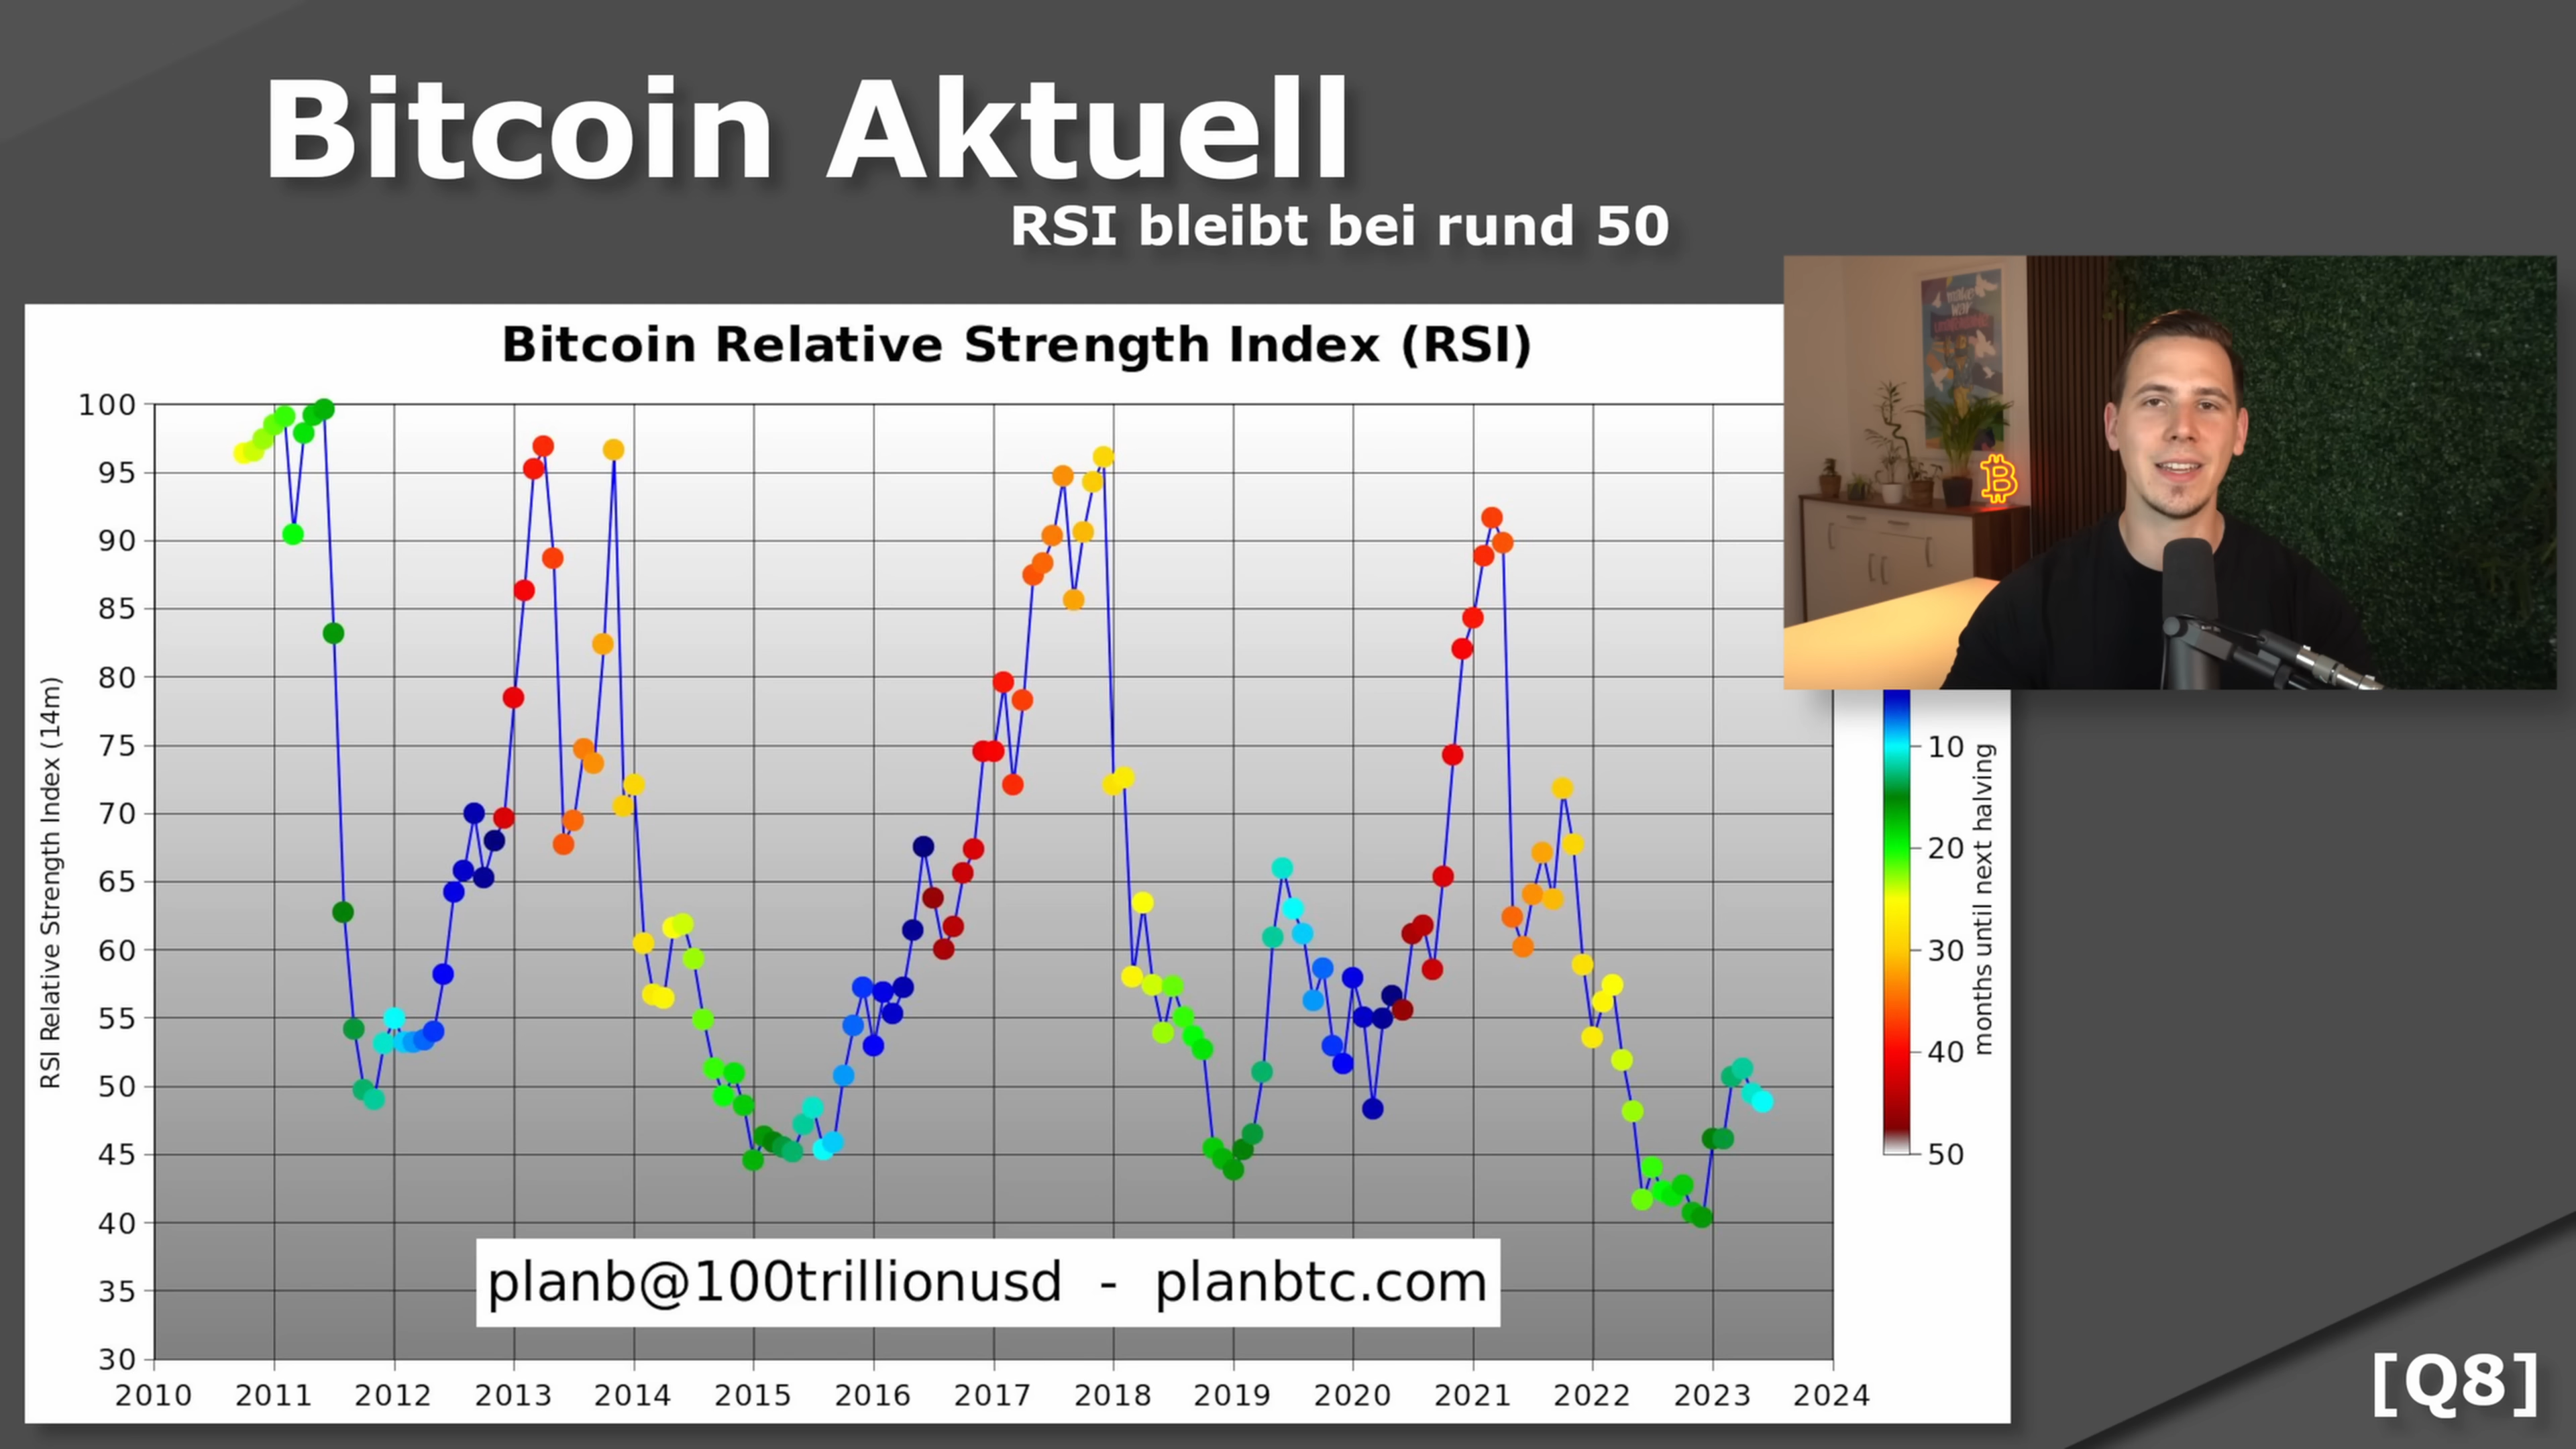 Bitcoin Aktuell
RSI bleibt bei rund 50
Bitcoin Relative Strength Index (RSI)
RSI Relative Strength Index (14m)
100
95
90
85
80
75
70
65
60
55
50
45
40
35
30
2010 2011 2012 2013 2014 2015 2016 2017 2018 2019 2020 2021 2022 2023 2024
10
20
30
40
50
months until next halving
planb@100trillionusd - planbtc.com
[Q8]